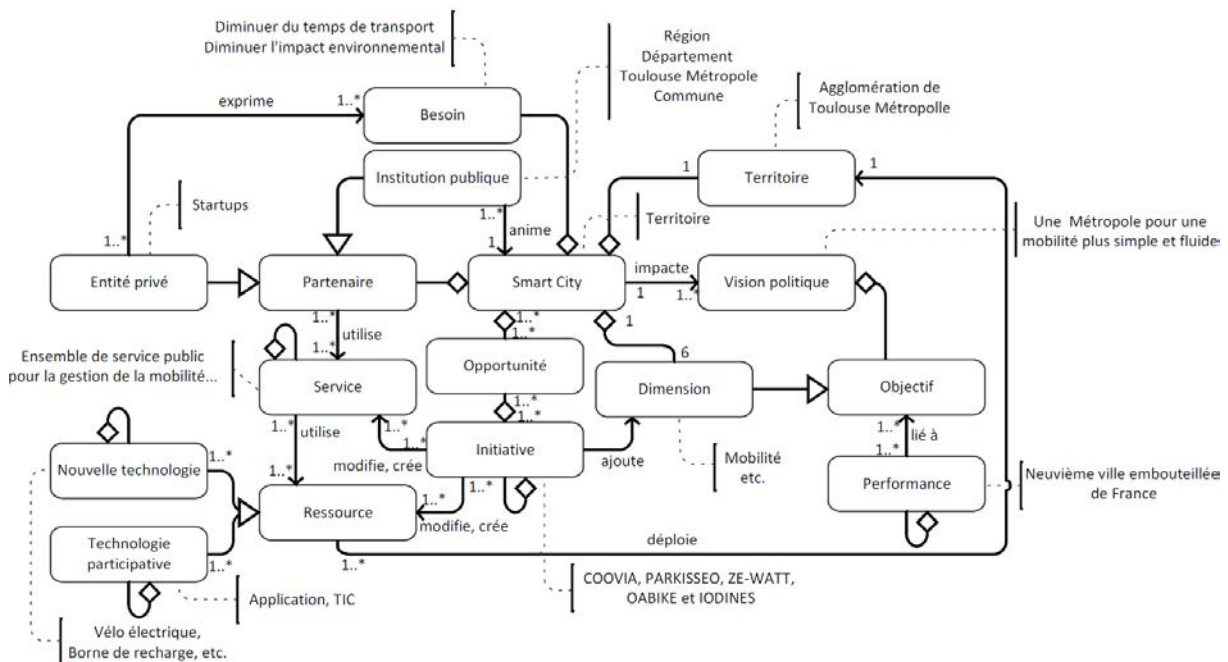 Diminuer du temps de transport
Diminuer l'impact environnemental
Région
Département
Toulouse Métropole
Commune
Agglomération de
Toulouse Métropolle
exprime
1..*
Besoin
Institution publique
1
Territoire
1
Startups
1..*
1..*
anime
1
Territoire
Une Métropole pour une
mobilité plus simple et fluide
Entité privé
Partenaire
Smart City
impacte
1
1..*
Vision politique
1..*
utilise
1..*
1..*
1..*
1
6
Ensemble de service public
pour la gestion de la mobilité...
Service
Opportunité
Dimension
Objectif
1..*
utilise
1..*
1..*
1..*
1..*
1..*
lié à
1..*
Nouvelle technologie
1..*
1..*
modifie, crée
Initiative
ajoute
Mobilité
etc.
Performance
Neuvième ville embouteillée
de France
Ressource
1..*
1..*
modifie, crée
Technologie
participative
1..*
1..*
déploie
Application, TIC
COOVIA, PARKISSEO, ZE-WATT,
OABIKE et IODINES
Vélo électrique,
Borne de recharge, etc.